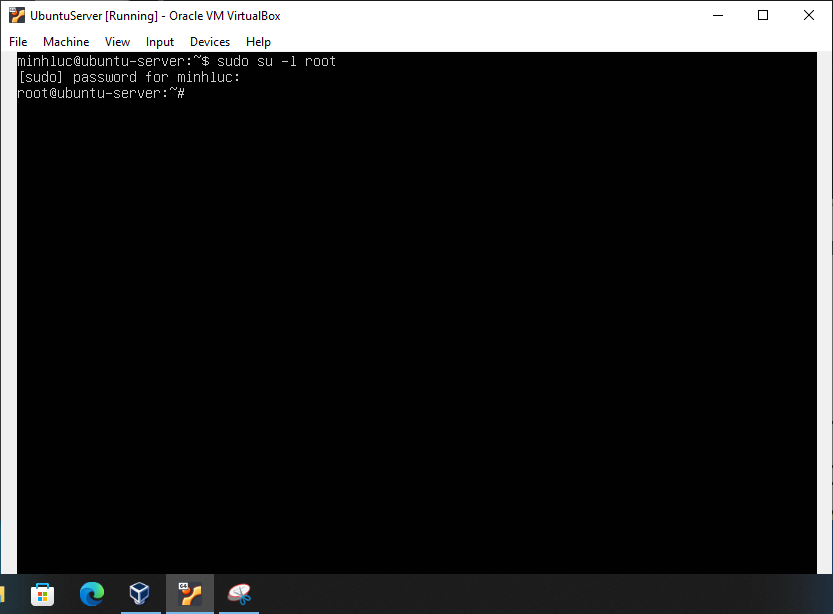 UbuntuServer [Running] - Oracle VM VirtualBox
File Machine View Input Devices Help
minhluc@ubuntu-server:~$ sudo su -l root
[sudo] password for minhluc:
root@ubuntu-server:~#
64